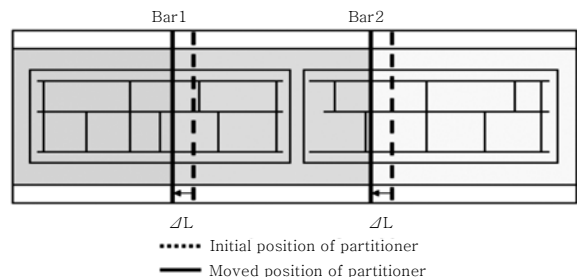 Bar1 Bar2
⊿L ⊿L
Initial position of partitioner
Moved position of partitioner